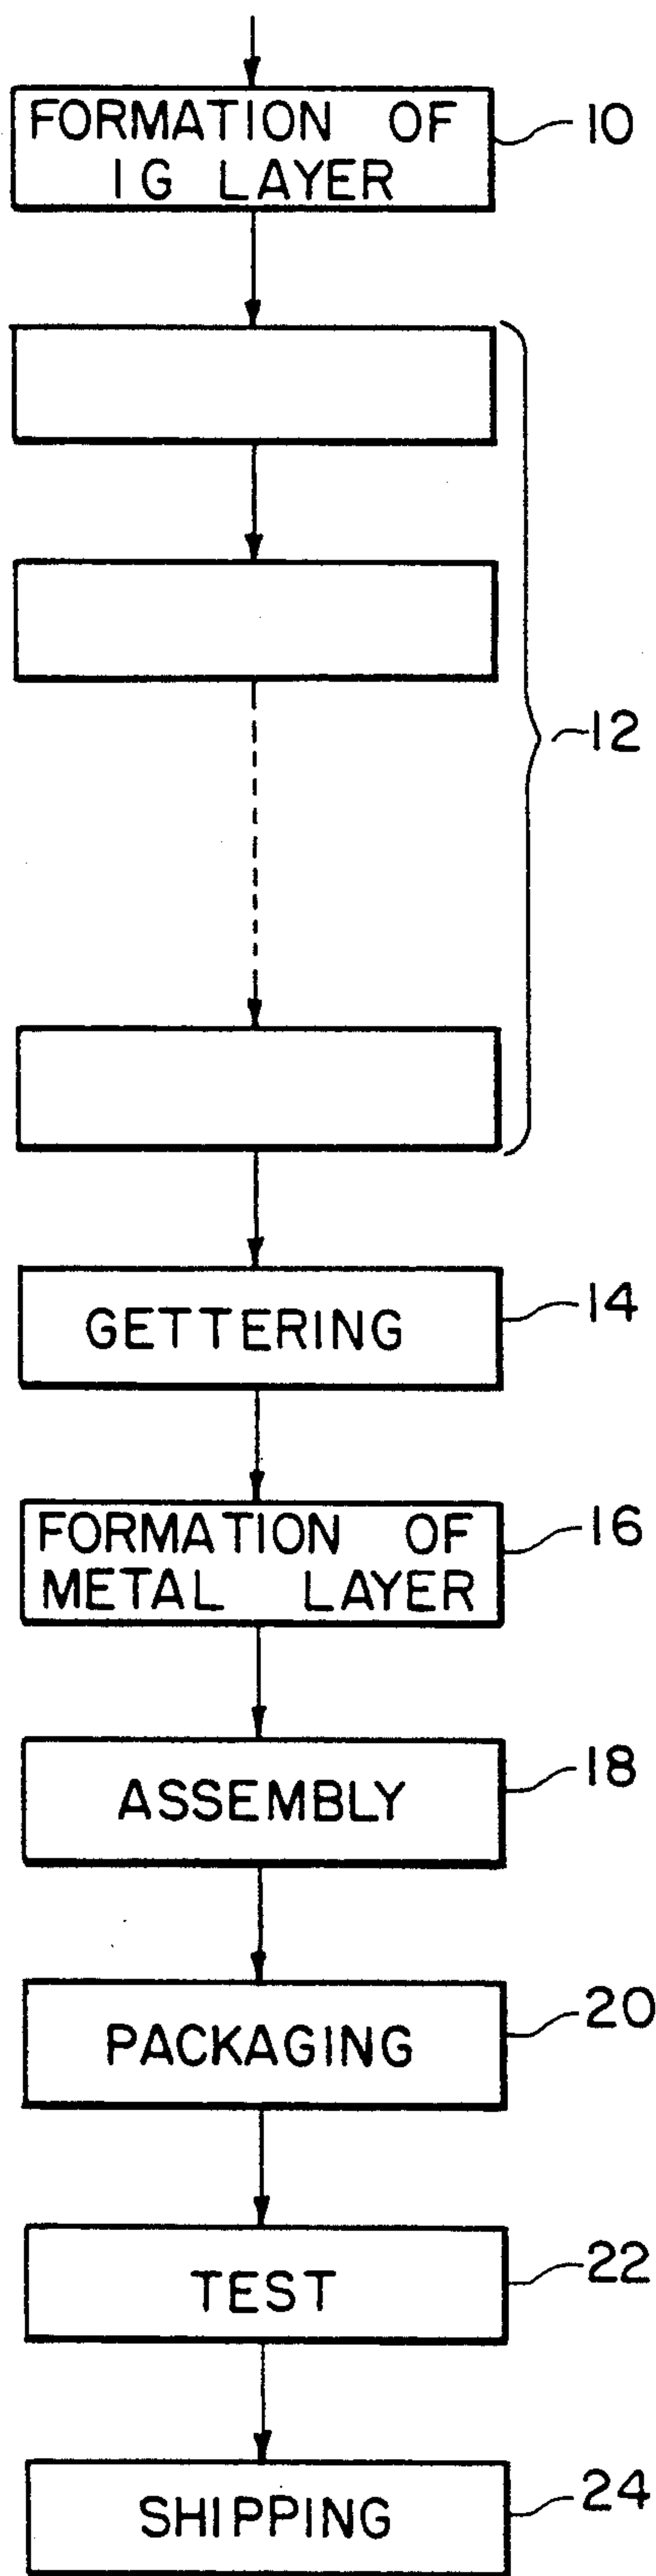 FORMATION OF
IG LAYER
10
12
GETTERING
14
FORMATION OF
METAL LAYER
16
ASSEMBLY
18
PACKAGING
20
TEST
22
SHIPPING
24